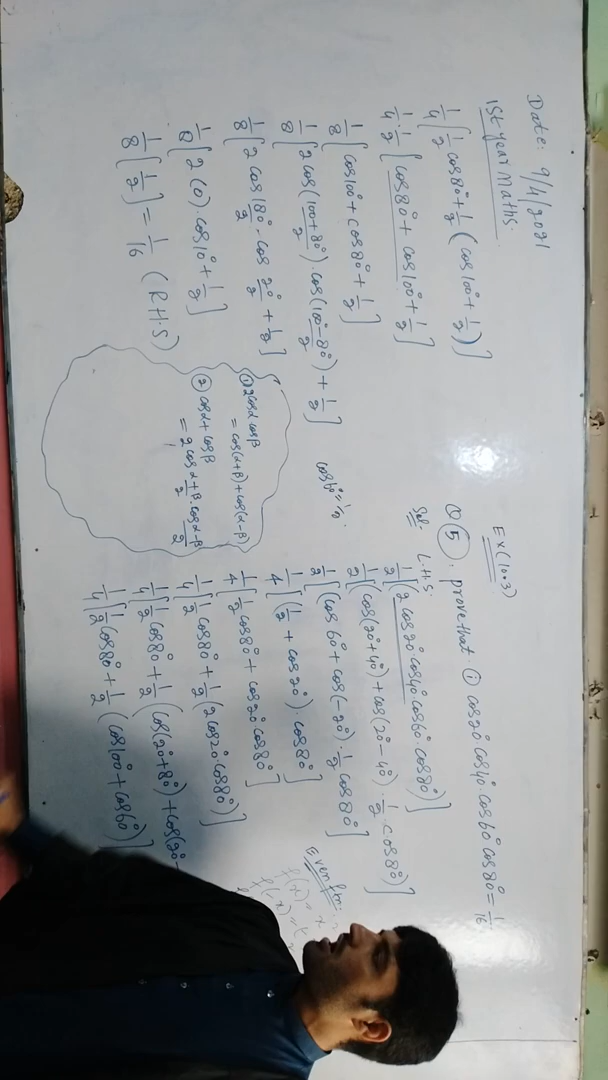 Date: 9/4/2021
1st year Maths.
1/4 [1/2 cos80° + 1/2 (cos100° + 1/2)]
1/4 · 1/2 [cos80° + cos100° + 1/2]
1/8 [cos100° + cos80° + 1/2]
1/8 [2 cos(100+80°/2) · cos(100°-80°/2) + 1/2]
1/8 [2 cos 180°/2 · cos 20°/2 + 1/2]
1/8 [2 (0) · cos10° + 1/2]
1/8 [1/2] = 1/16 (R.H.S)
① 2cosα cosβ
= cos(α+β) + cos(α-β)
② cosα + cosβ
= 2 cos α+β/2 · cos α-β/2
cos60° = 1/2.
Ex (10.3)
Q 5. prove that ① cos20° cos40° cos60° cos80° = 1/16
Sol L.H.S:
1/2 [(2 cos20° cos40° cos60° cos80°)]
1/2 [(cos(20+40°) + cos(20-40°) · 1/2 · cos80°)]
1/2 [(cos60° + cos(-20°) · 1/2 cos80°]
1/4 [(1/2 + cos20°) · cos80°]
1/4 [1/2 cos80° + cos20° cos80°]
1/4 [1/2 cos80° + 1/2 (2cos20° cos80°)]
1/4 [1/2 cos80° + 1/2 (cos(20+80°) + cos(20-
1/4 [1/2 cos80° + 1/2 (cos100° + cos60°)]
Even fn:
f(x) = x